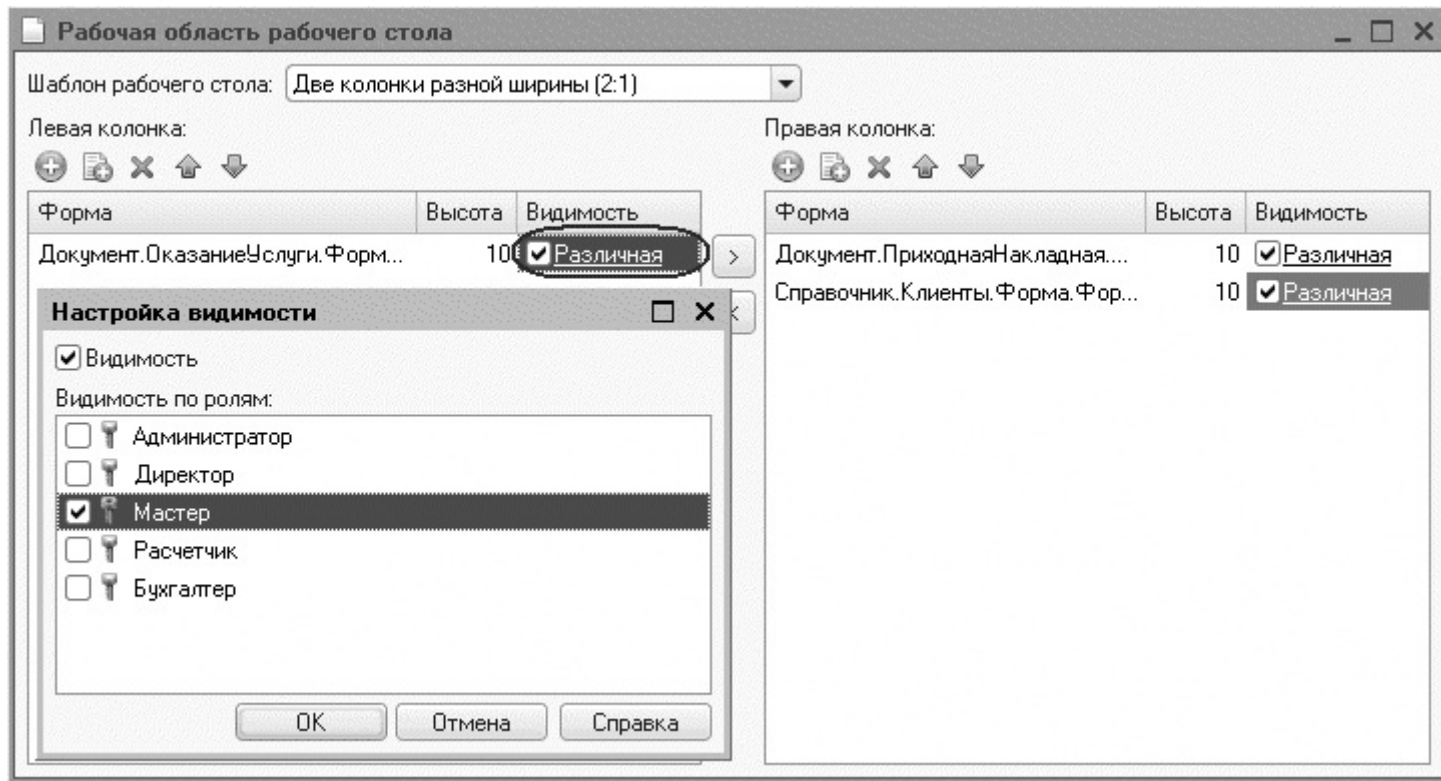 Рабочая область рабочего стола
Шаблон рабочего стола: Две колонки разной ширины (2:1)
Левая колонка:
Форма Высота Видимость
Документ.ОказаниеУслуги.Форм... 10 Различная
>
<
Правая колонка:
Форма Высота Видимость
Документ.ПриходнаяНакладная.... 10 Различная
Справочник.Клиенты.Форма.Фор... 10 Различная
Настройка видимости
Видимость
Видимость по ролям:
Администратор
Директор
Мастер
Расчетчик
Бухгалтер
OK Отмена Справка